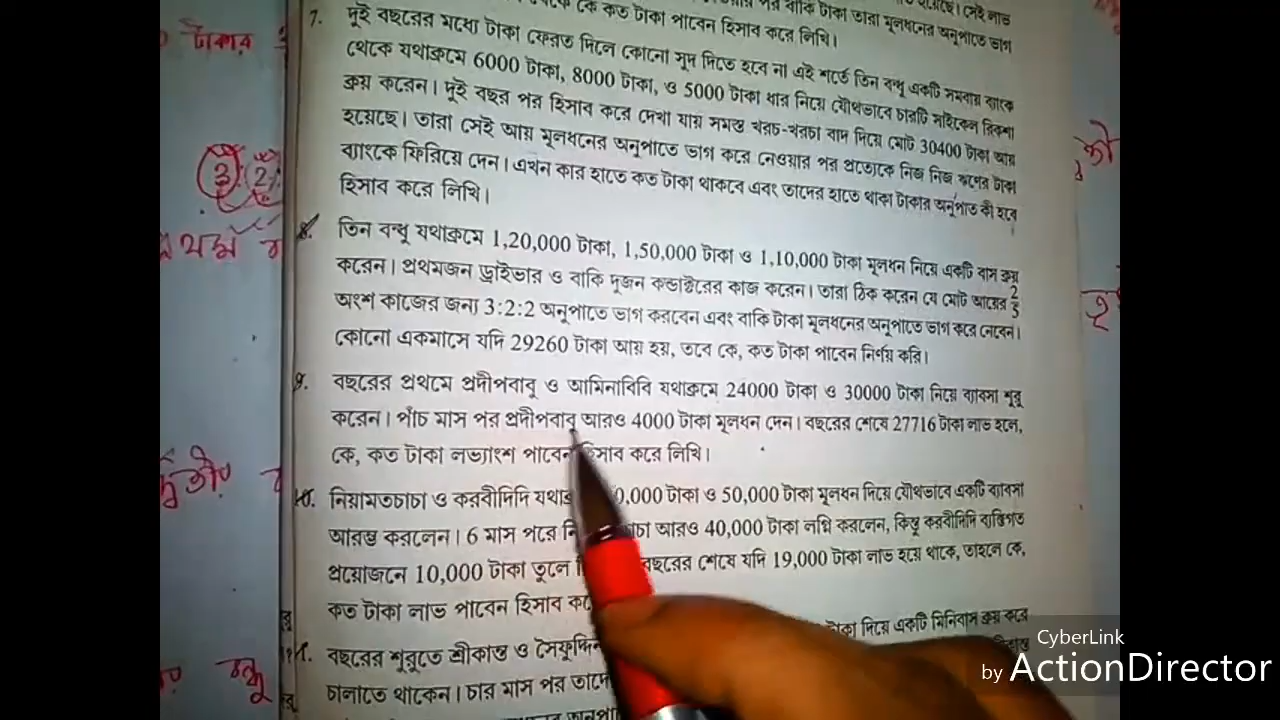 টাকার
7. দুই বছরের মধ্যে টাকা ফেরত দিলে কোনো সুদ দিতে হবে না এই শর্তে তিন বন্ধু একটি সমবায় ব্যাংক
থেকে যথাক্রমে 6000 টাকা, 8000 টাকা, ও 5000 টাকা ধার নিয়ে যৌথভাবে চারটি সাইকেল রিকশা
ক্রয় করেন। দুই বছর পর হিসাব করে দেখা যায় সমস্ত খরচ-খরচা বাদ দিয়ে মোট 30400 টাকা আয়
হয়েছে। তারা সেই আয় মূলধনের অনুপাতে ভাগ করে নেওয়ার পর প্রত্যেকে নিজ নিজ ঋণের টাকা
ব্যাংকে ফিরিয়ে দেন। এখন কার হাতে কত টাকা থাকবে এবং তাদের হাতে থাকা টাকার অনুপাত কী হবে
হিসাব করে লিখি।
8. তিন বন্ধু যথাক্রমে 1,20,000 টাকা, 1,50,000 টাকা ও 1,10,000 টাকা মূলধন নিয়ে একটি বাস ক্রয়
করেন। প্রথমজন ড্রাইভার ও বাকি দুজন কন্ডাক্টরের কাজ করেন। তারা ঠিক করেন যে মোট আয়ের 2/5
অংশ কাজের জন্য 3:2:2 অনুপাতে ভাগ করবেন এবং বাকি টাকা মূলধনের অনুপাতে ভাগ করে নেবেন।
কোনো একমাসে যদি 29260 টাকা আয় হয়, তবে কে, কত টাকা পাবেন নির্ণয় করি।
9. বছরের প্রথমে প্রদীপবাবু ও আমিনাবিবি যথাক্রমে 24000 টাকা ও 30000 টাকা নিয়ে ব্যাবসা শুরু
করেন। পাঁচ মাস পর প্রদীপবাবু আরও 4000 টাকা মূলধন দেন। বছরের শেষে 27716 টাকা লাভ হলে,
কে, কত টাকা লভ্যাংশ পাবেন হিসাব করে লিখি।
10. নিয়ামতচাচা ও করবীদিদি 0,000 টাকা ও 50,000 টাকা মূলধন দিয়ে যৌথভাবে একটি ব্যাবসা
আরম্ভ করলেন। 6 মাস পরে আরও 40,000 টাকা লগ্নি করলেন, কিন্তু করবীদিদি ব্যক্তিগত
প্রয়োজনে 10,000 টাকা তুলে বছরের শেষে যদি 19,000 টাকা লাভ হয়ে থাকে, তাহলে কে,
কত টাকা লাভ পাবেন হিসাব
বছরের শুরুতে শ্রীকান্ত ও সৈফুদ্দিন টাকা দিয়ে একটি মিনিবাস ক্রয় করে
চালাতে থাকেন। চার মাস পর
CyberLink
by ActionDirector